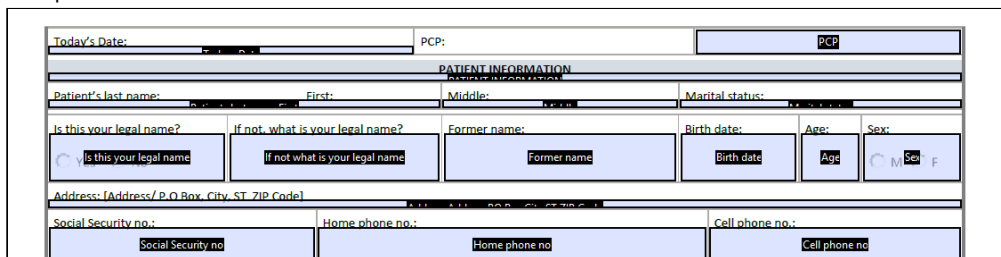 Today's Date: PCP: PCP
PATIENT INFORMATION
Patient's last name: First: Middle: Marital status:
Is this your legal name? If not, what is your legal name? Former name: Birth date: Age: Sex:
Is this your legal name If not what is your legal name Former name Birth date Age M Sex F
Address: [Address/ P.O Box, City, ST ZIP Code]
Social Security no.: Home phone no.: Cell phone no.:
Social Security no Home phone no Cell phone no